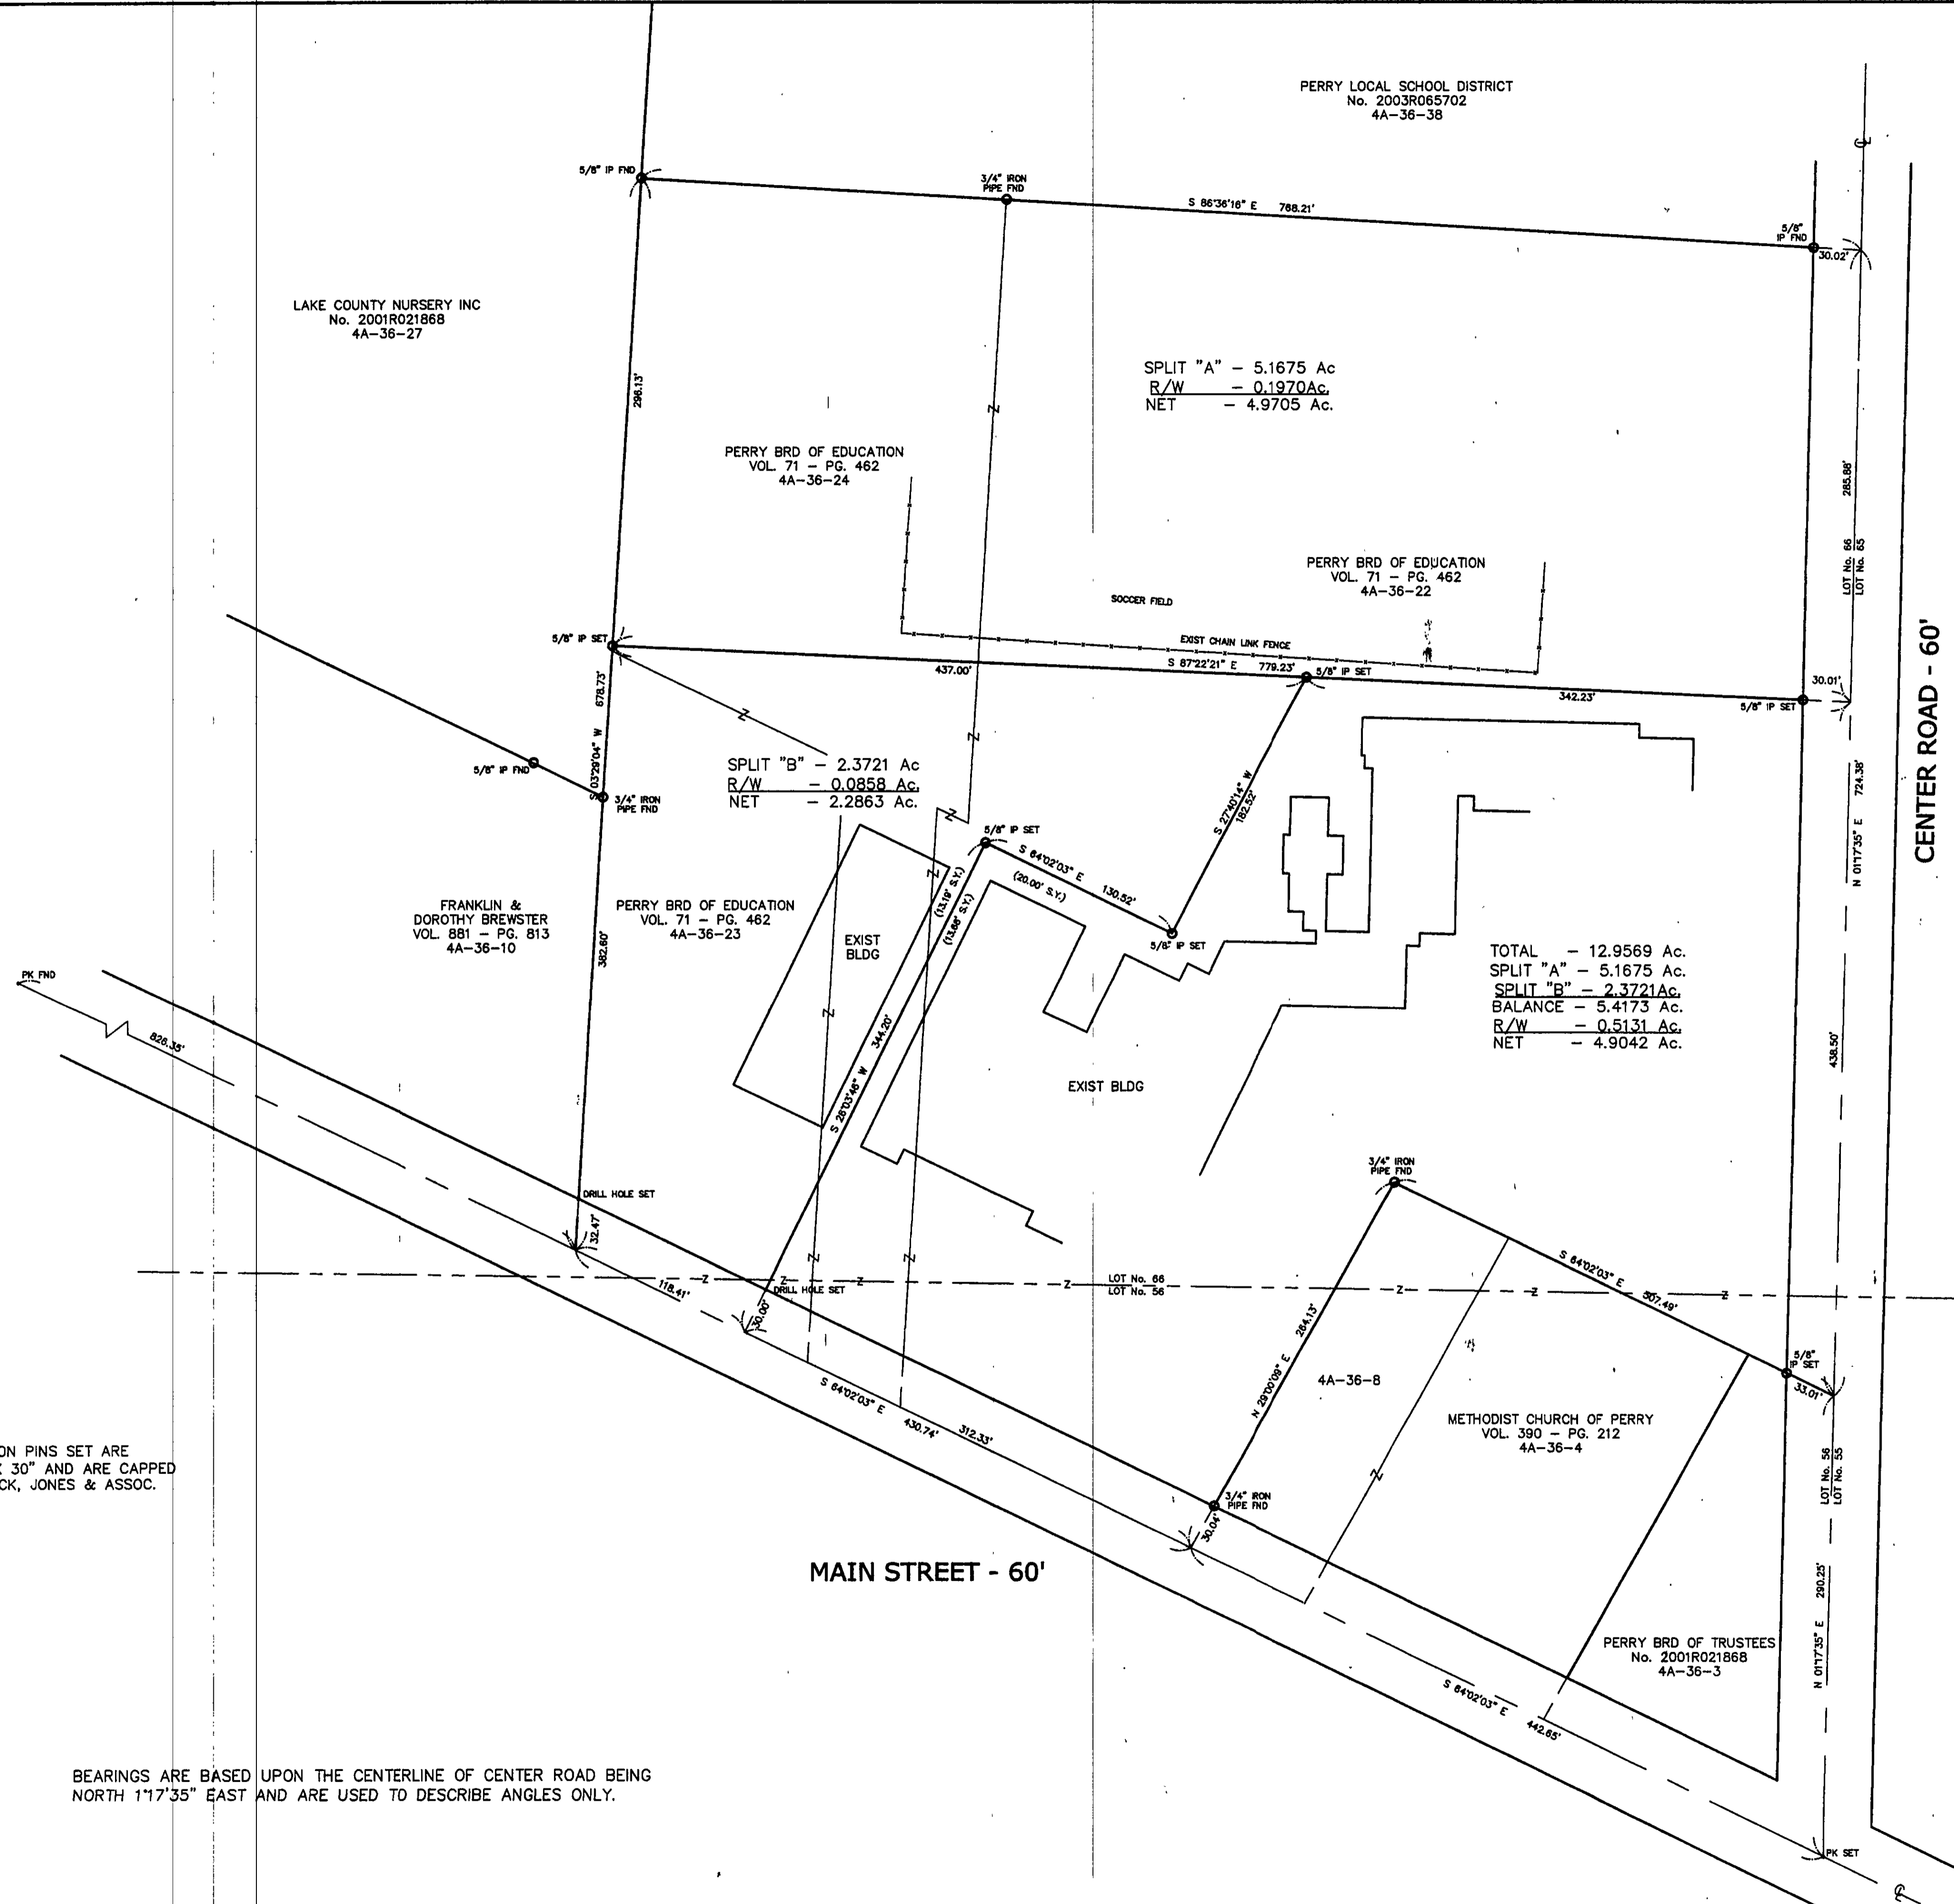 PERRY LOCAL SCHOOL DISTRICT
No. 2003R065702
4A-36-38
5/8" IP FND
3/4" IRON
PIPE FND
S 86°36'16" E 768.21'
5/8"
IP FND
30.02'
LAKE COUNTY NURSERY INC
No. 2001R021868
4A-36-27
296.13'
SPLIT "A" - 5.1675 Ac
R/W - 0.1970Ac.
NET - 4.9705 Ac.
PERRY BRD OF EDUCATION
VOL. 71 - PG. 462
4A-36-24
285.88'
LOT No. 66
LOT No. 65
PERRY BRD OF EDUCATION
VOL. 71 - PG. 462
4A-36-22
SOCCER FIELD
EXIST CHAIN LINK FENCE
5/8" IP SET
437.00'
S 87°22'21" E 779.23'
5/8" IP SET
342.23'
30.01'
5/8" IP SET
CENTER ROAD - 60'
678.73'
S 03°29'04" W
5/8" IP FND
3/4" IRON
PIPE FND
SPLIT "B" - 2.3721 Ac
R/W - 0.0858 Ac.
NET - 2.2863 Ac.
S 27°40'14" W
182.52'
724.38'
N 01°17'35" E
5/8" IP SET
S 64°02'03" E 130.52'
(20.00' S.Y.)
(13.19' S.Y.)
(13.66' S.Y.)
5/8" IP SET
FRANKLIN &
DOROTHY BREWSTER
VOL. 881 - PG. 813
4A-36-10
PERRY BRD OF EDUCATION
VOL. 71 - PG. 462
4A-36-23
382.60'
EXIST
BLDG
TOTAL - 12.9569 Ac.
SPLIT "A" - 5.1675 Ac.
SPLIT "B" - 2.3721Ac.
BALANCE - 5.4173 Ac.
R/W - 0.5131 Ac.
NET - 4.9042 Ac.
438.50'
PK FND
826.35'
344.20'
S 26°03'46" W
EXIST BLDG
3/4" IRON
PIPE FND
DRILL HOLE SET
32.47'
118.41'
DRILL HOLE SET
30.00'
LOT No. 66
LOT No. 56
S 64°02'03" E 507.49'
264.13'
N 29°00'09" E
5/8"
IP SET
33.01'
4A-36-8
S 64°02'03" E 430.74'
312.33'
METHODIST CHURCH OF PERRY
VOL. 390 - PG. 212
4A-36-4
LOT No. 56
LOT No. 55
ON PINS SET ARE
30" AND ARE CAPPED
CK, JONES & ASSOC.
3/4" IRON
PIPE FND
30.04'
MAIN STREET - 60'
290.25'
N 01°17'35" E
PERRY BRD OF TRUSTEES
No. 2001R021868
4A-36-3
S 64°02'03" E 442.65'
BEARINGS ARE BASED UPON THE CENTERLINE OF CENTER ROAD BEING
NORTH 1°17'35" EAST AND ARE USED TO DESCRIBE ANGLES ONLY.
PK SET